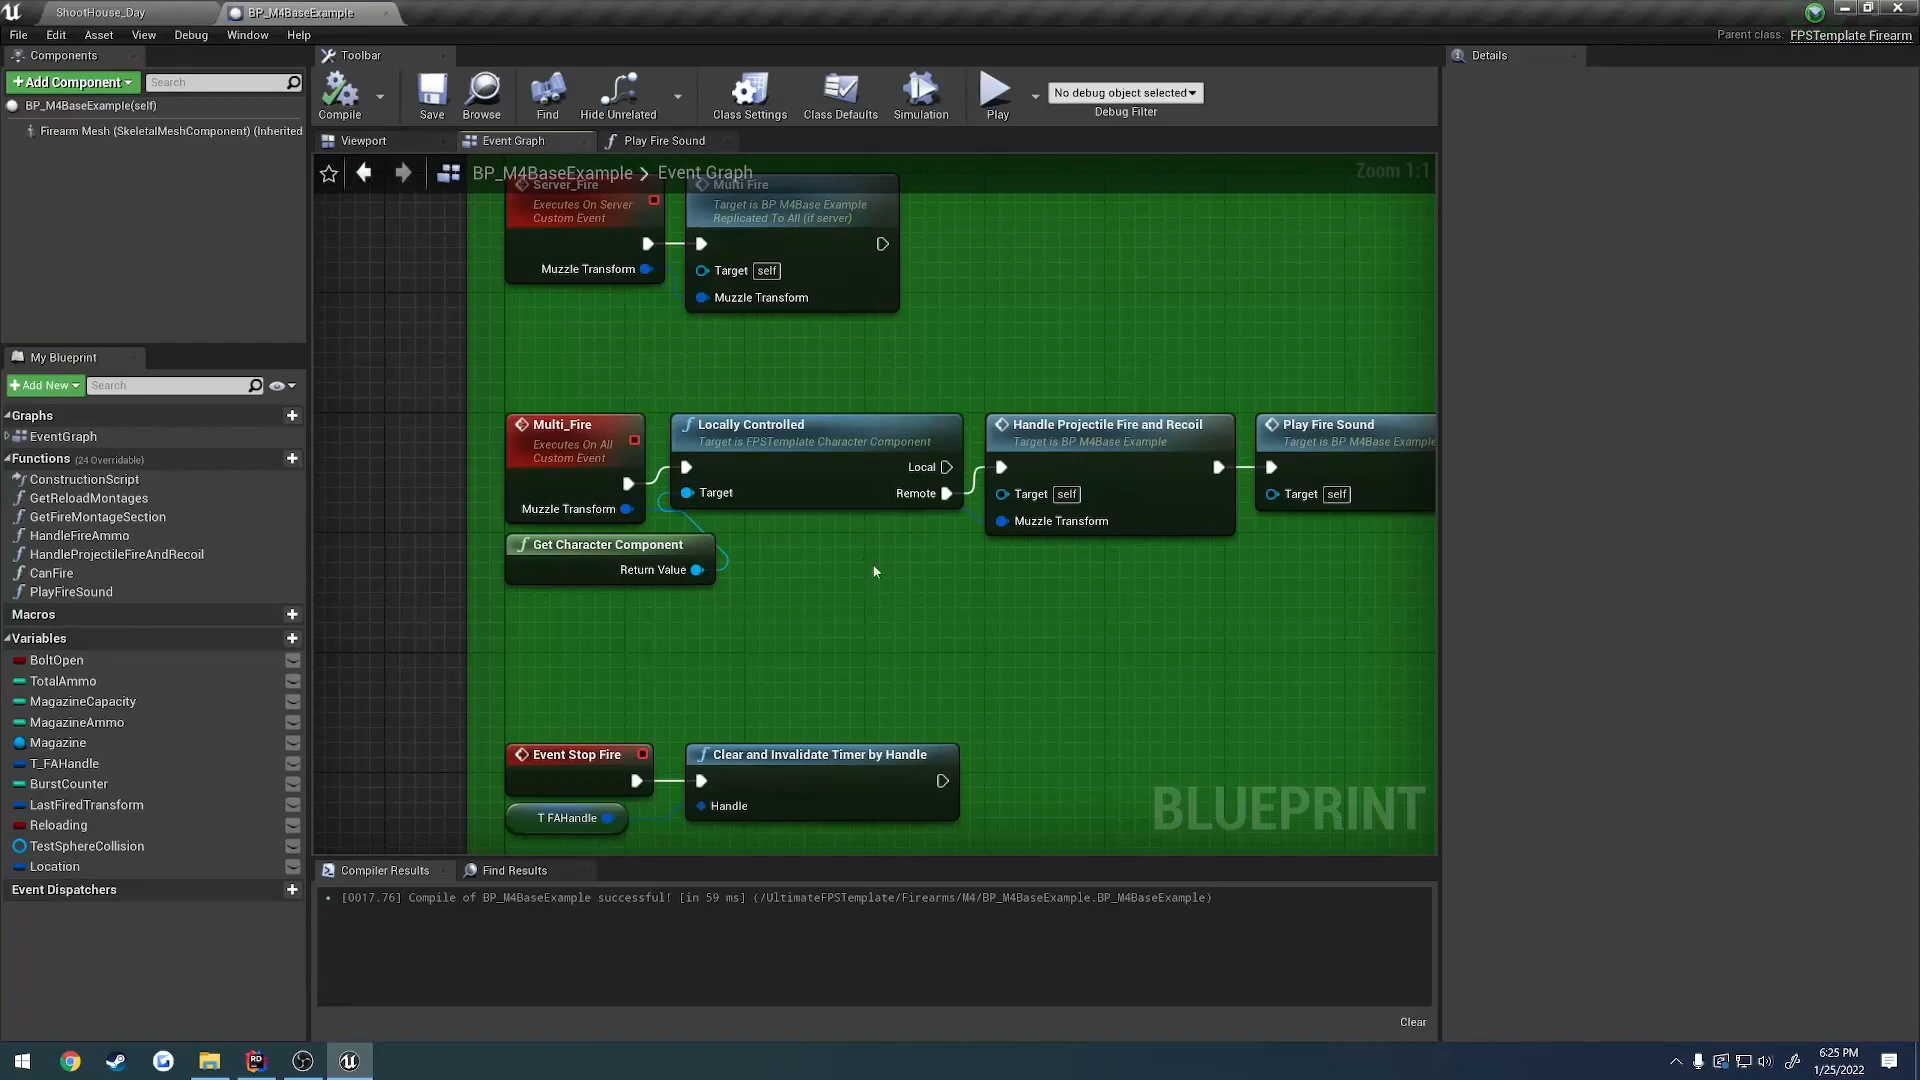 ShootHouse_Day
BP_M4BaseExample
File Edit Asset View Debug Window Help
Parent class: FPSTemplate Firearm
Components
Toolbar
Details
+Add Component
Search
BP_M4BaseExample(self)
Firearm Mesh (SkeletalMeshComponent) (Inherited
Compile
Save
Browse
Find
Hide Unrelated
Class Settings
Class Defaults
Simulation
Play
No debug object selected
Debug Filter
Viewport
Event Graph
Play Fire Sound
BP_M4BaseExample > Event Graph
Zoom 1:1
Server_Fire
Executes On Server
Custom Event
Muzzle Transform
Multi Fire
Target is BP M4Base Example
Replicated To All (if server)
Target self
Muzzle Transform
My Blueprint
+Add New
Search
Graphs
EventGraph
Functions (24 Overridable)
ConstructionScript
GetReloadMontages
GetFireMontageSection
HandleFireAmmo
HandleProjectileFireAndRecoil
CanFire
PlayFireSound
Macros
Variables
BoltOpen
TotalAmmo
MagazineCapacity
MagazineAmmo
Magazine
T_FAHandle
BurstCounter
LastFiredTransform
Reloading
TestSphereCollision
Location
Event Dispatchers
Multi_Fire
Executes On All
Custom Event
Muzzle Transform
Locally Controlled
Target is FPSTemplate Character Component
Local
Target
Remote
Handle Projectile Fire and Recoil
Target is BP M4Base Example
Target self
Muzzle Transform
Play Fire Sound
Target is BP M4Base Example
Target self
Get Character Component
Return Value
Event Stop Fire
Clear and Invalidate Timer by Handle
Handle
T FAHandle
BLUEPRINT
Compiler Results
Find Results
[0017.76] Compile of BP_M4BaseExample successful! [in 59 ms] (/UltimateFPSTemplate/Firearms/M4/BP_M4BaseExample.BP_M4BaseExample)
Clear
6:25 PM
1/25/2022